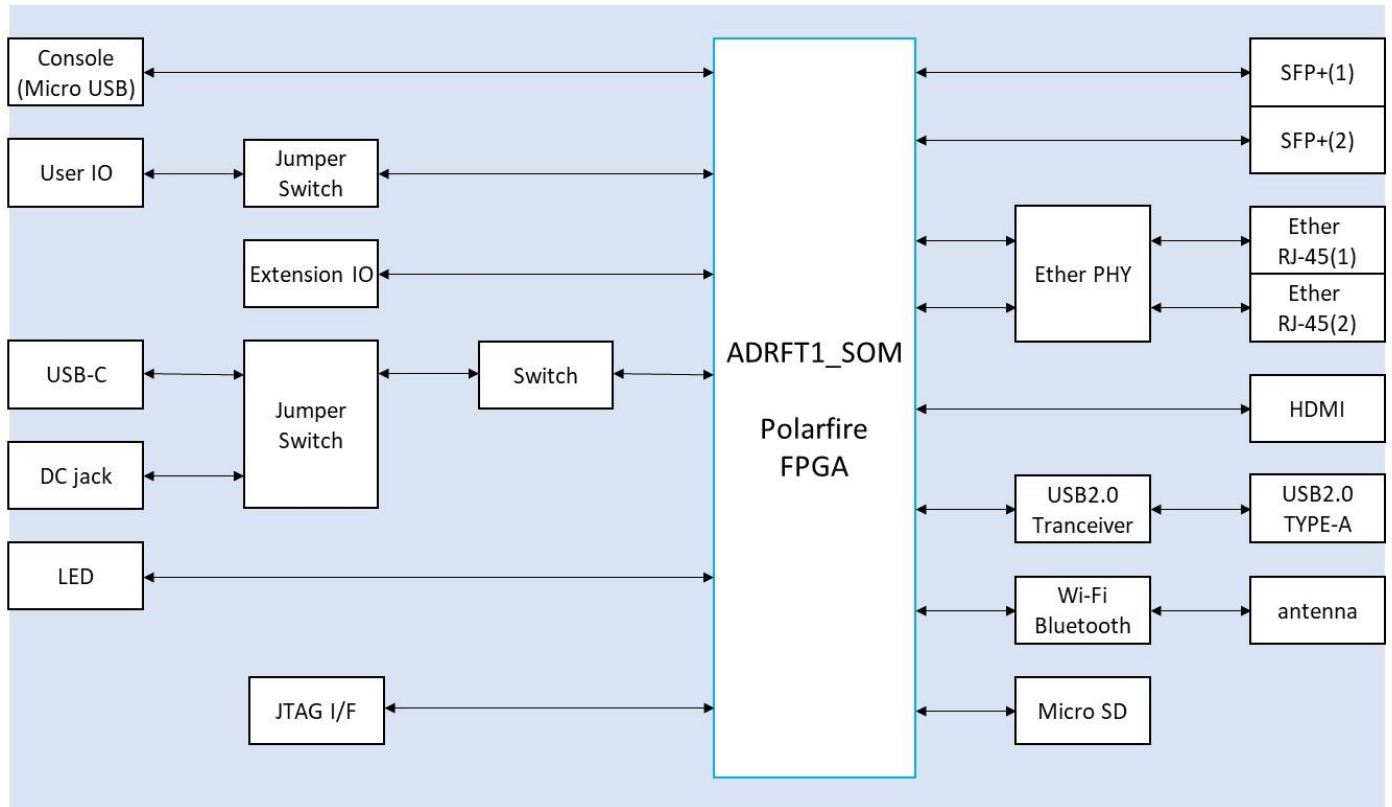 Console
(Micro USB)
User IO
Jumper
Switch
Extension IO
USB-C
DC jack
Jumper
Switch
Switch
LED
JTAG I/F
ADRFT1_SOM
Polarfire
FPGA
SFP+(1)
SFP+(2)
Ether PHY
Ether
RJ-45(1)
Ether
RJ-45(2)
HDMI
USB2.0
Tranceiver
USB2.0
TYPE-A
Wi-Fi
Bluetooth
antenna
Micro SD